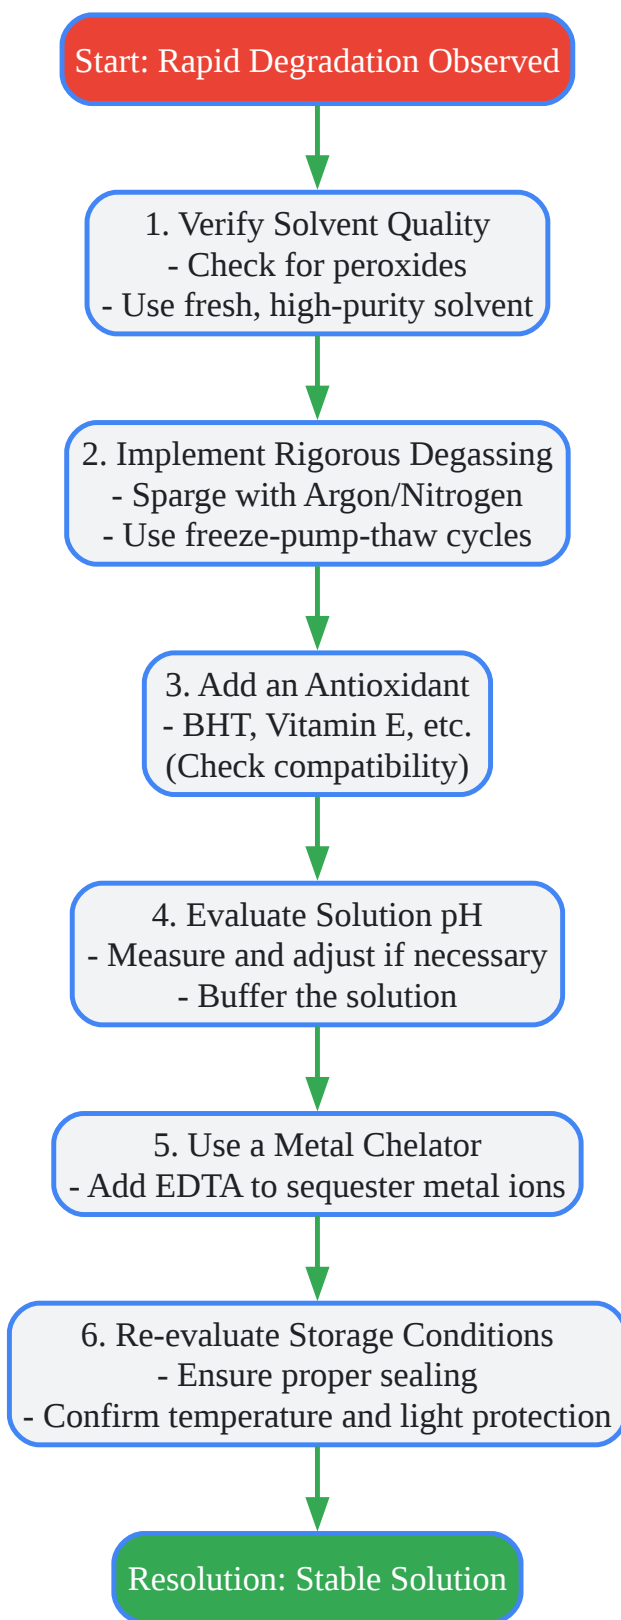 Start: Rapid Degradation Observed
1. Verify Solvent Quality
- Check for peroxides
- Use fresh, high-purity solvent
2. Implement Rigorous Degassing
- Sparge with Argon/Nitrogen
- Use freeze-pump-thaw cycles
3. Add an Antioxidant
- BHT, Vitamin E, etc.
(Check compatibility)
4. Evaluate Solution pH
- Measure and adjust if necessary
- Buffer the solution
5. Use a Metal Chelator
- Add EDTA to sequester metal ions
6. Re-evaluate Storage Conditions
- Ensure proper sealing
- Confirm temperature and light protection
Resolution: Stable Solution